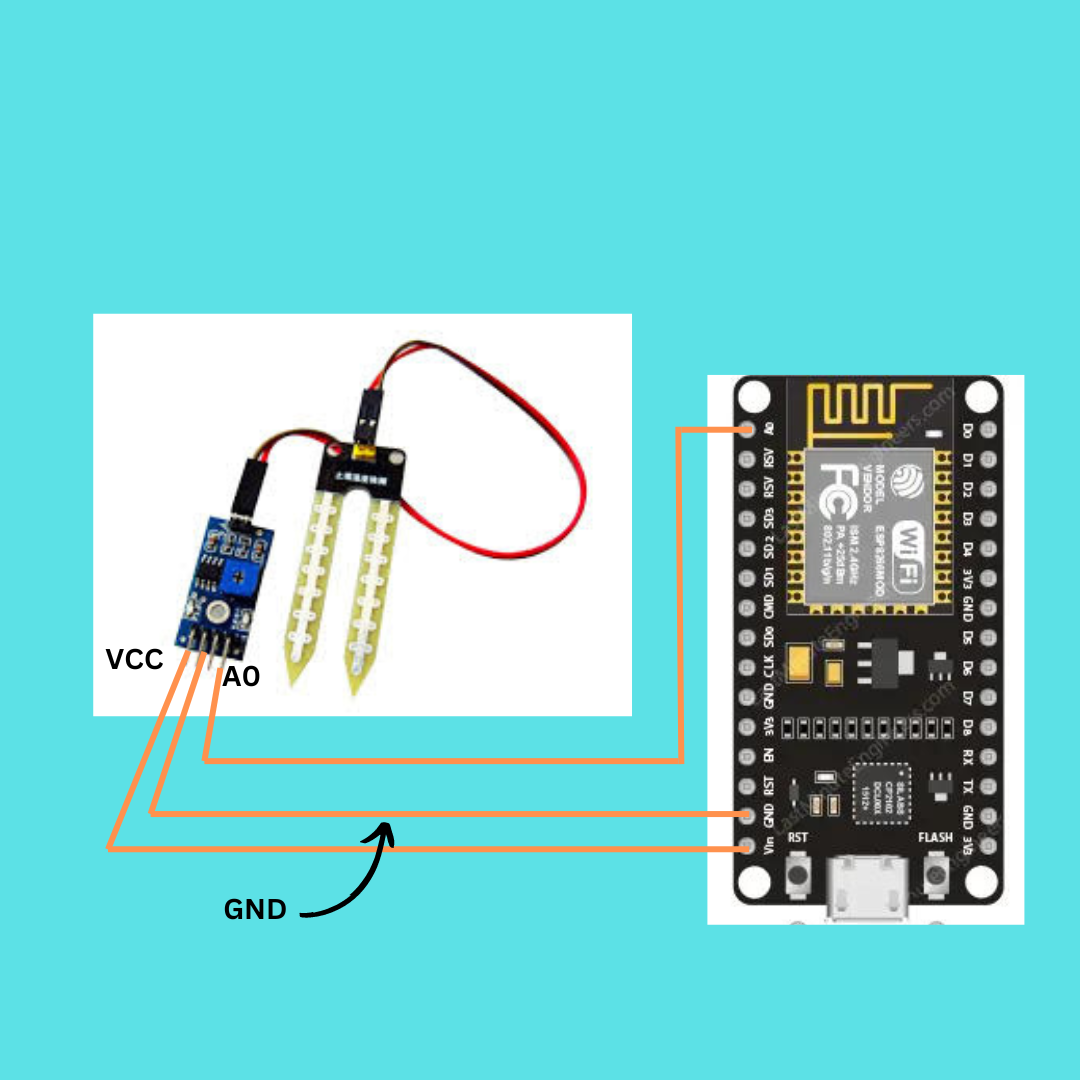 VCC
A0
GND
A0
RSV
RSV
SD3
SD2
SD1
CMD
SD0
CLK
GND
3V3
EN
RST
GND
Vin
D0
D1
D2
D3
D4
3V3
GND
D5
D6
D7
D8
RX
TX
GND
3V3
MODEL
VENDOR
ESP8266MOD
WiFi
FC
ISM 2.4GHz
PA +25dBm
802.11b/g/n
SILABS
CP2102
RST
FLASH